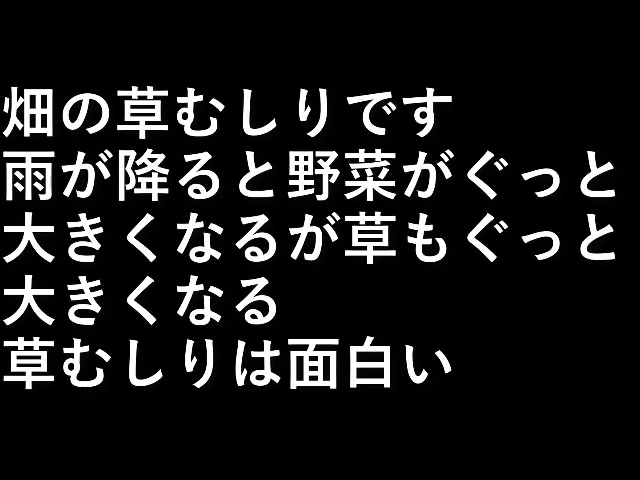 畑の草むしりです
雨が降ると野菜がぐっと
大きくなるが草もぐっと
大きくなる
草むしりは面白い